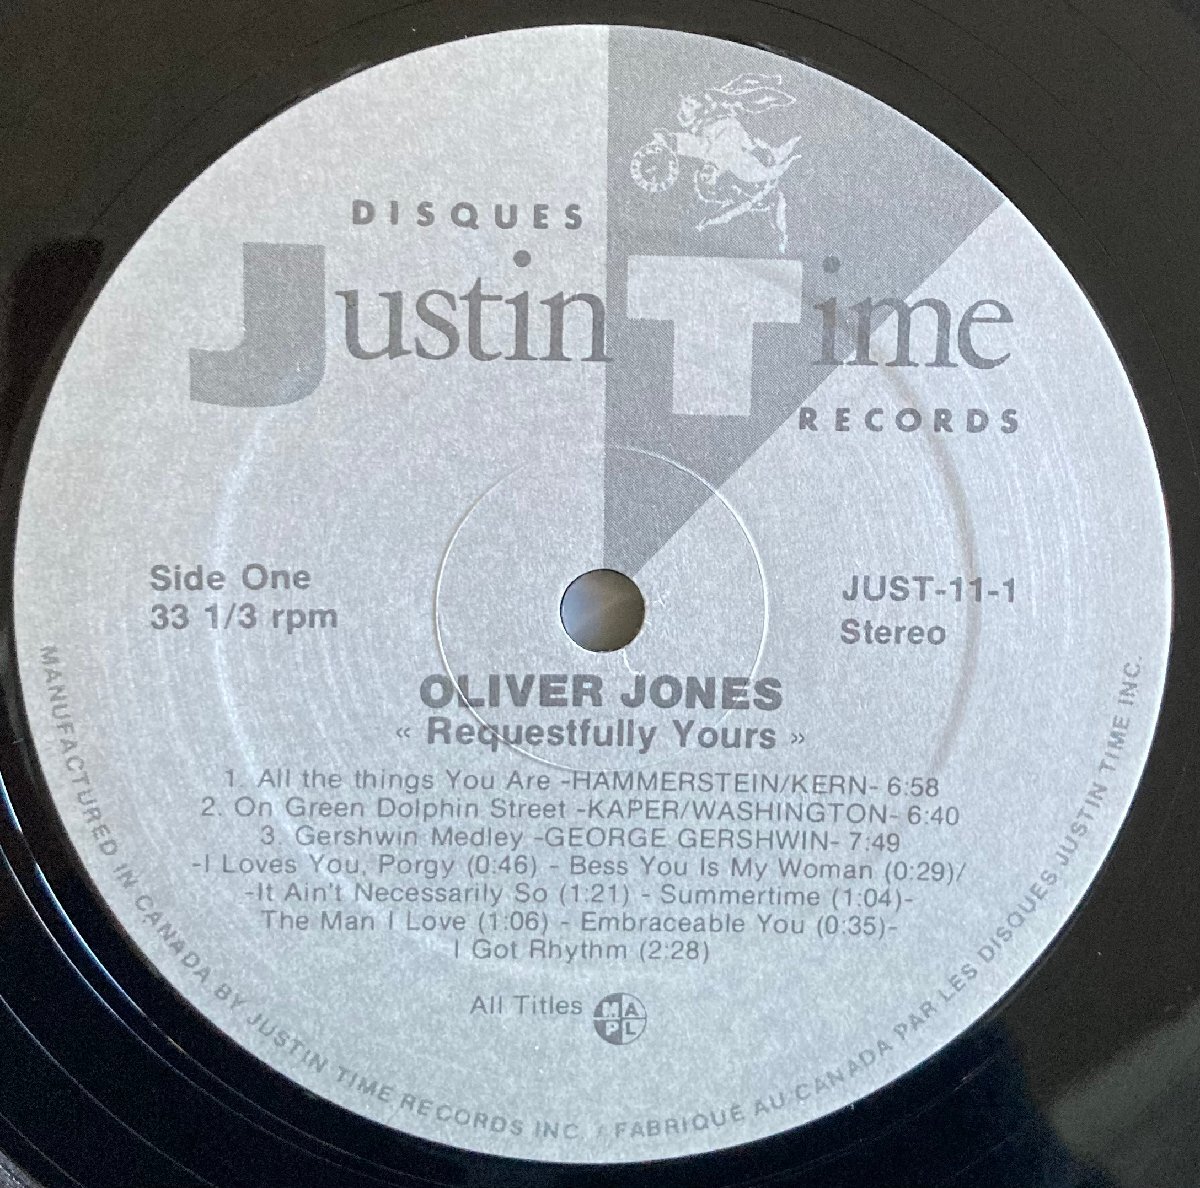 DISQUES
Justin Time
RECORDS
Side One
33 1/3 rpm
JUST-11-1
Stereo
OLIVER JONES
« Requestfully Yours »
1. All the things You Are -HAMMERSTEIN/KERN- 6:58
2. On Green Dolphin Street -KAPER/WASHINGTON- 6:40
3. Gershwin Medley -GEORGE GERSHWIN- 7:49
-I Loves You, Porgy (0:46) - Bess You Is My Woman (0:29)/
-It Ain't Necessarily So (1:21) - Summertime (1:04)-
The Man I Love (1:06) - Embraceable You (0:35)-
I Got Rhythm (2:28)
All Titles MAPL
MANUFACTURED IN CANADA BY JUSTIN TIME RECORDS INC. / FABRIQUÉ AU CANADA PAR LES DISQUES JUSTIN TIME INC.